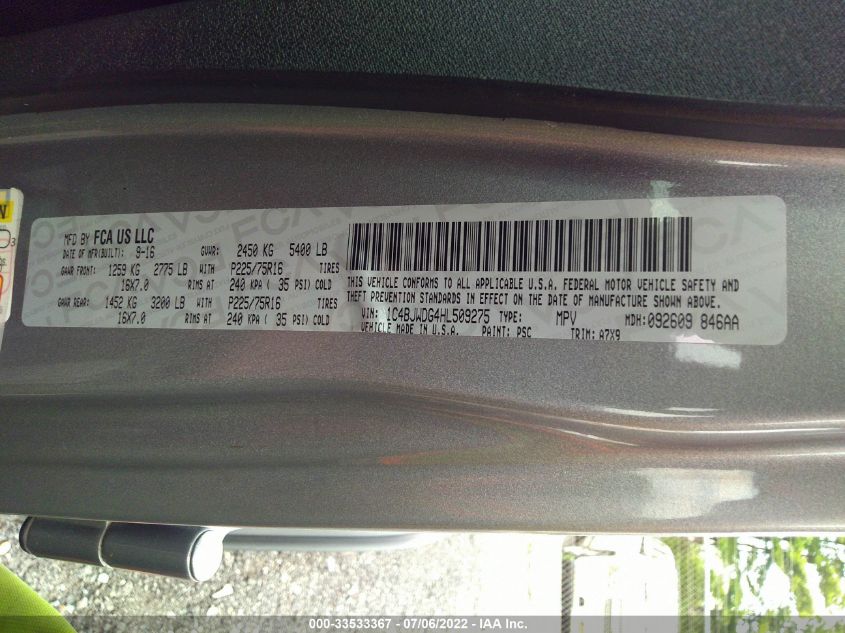 MFD BY FCA US LLC
DATE OF MFR(BUILT): 9-16 GVWR: 2450 KG 5400 LB
GAWR FRONT: 1259 KG 2775 LB WITH P225/75R16 TIRES
16X7.0 RIMS AT 240 KPA ( 35 PSI) COLD
GAWR REAR: 1452 KG 3200 LB WITH P225/75R16 TIRES
16X7.0 RIMS AT 240 KPA ( 35 PSI) COLD
THIS VEHICLE CONFORMS TO ALL APPLICABLE U.S.A. FEDERAL MOTOR VEHICLE SAFETY AND
THEFT PREVENTION STANDARDS IN EFFECT ON THE DATE OF MANUFACTURE SHOWN ABOVE.
VIN: 1C4BJWDG4HL509275 TYPE: MPV MDH: 092609 846AA
VEHICLE MADE IN U.S.A. PAINT: PSC TRIM: A7X9
FCA
N
3
000-33533367 - 07/06/2022 - IAA Inc.